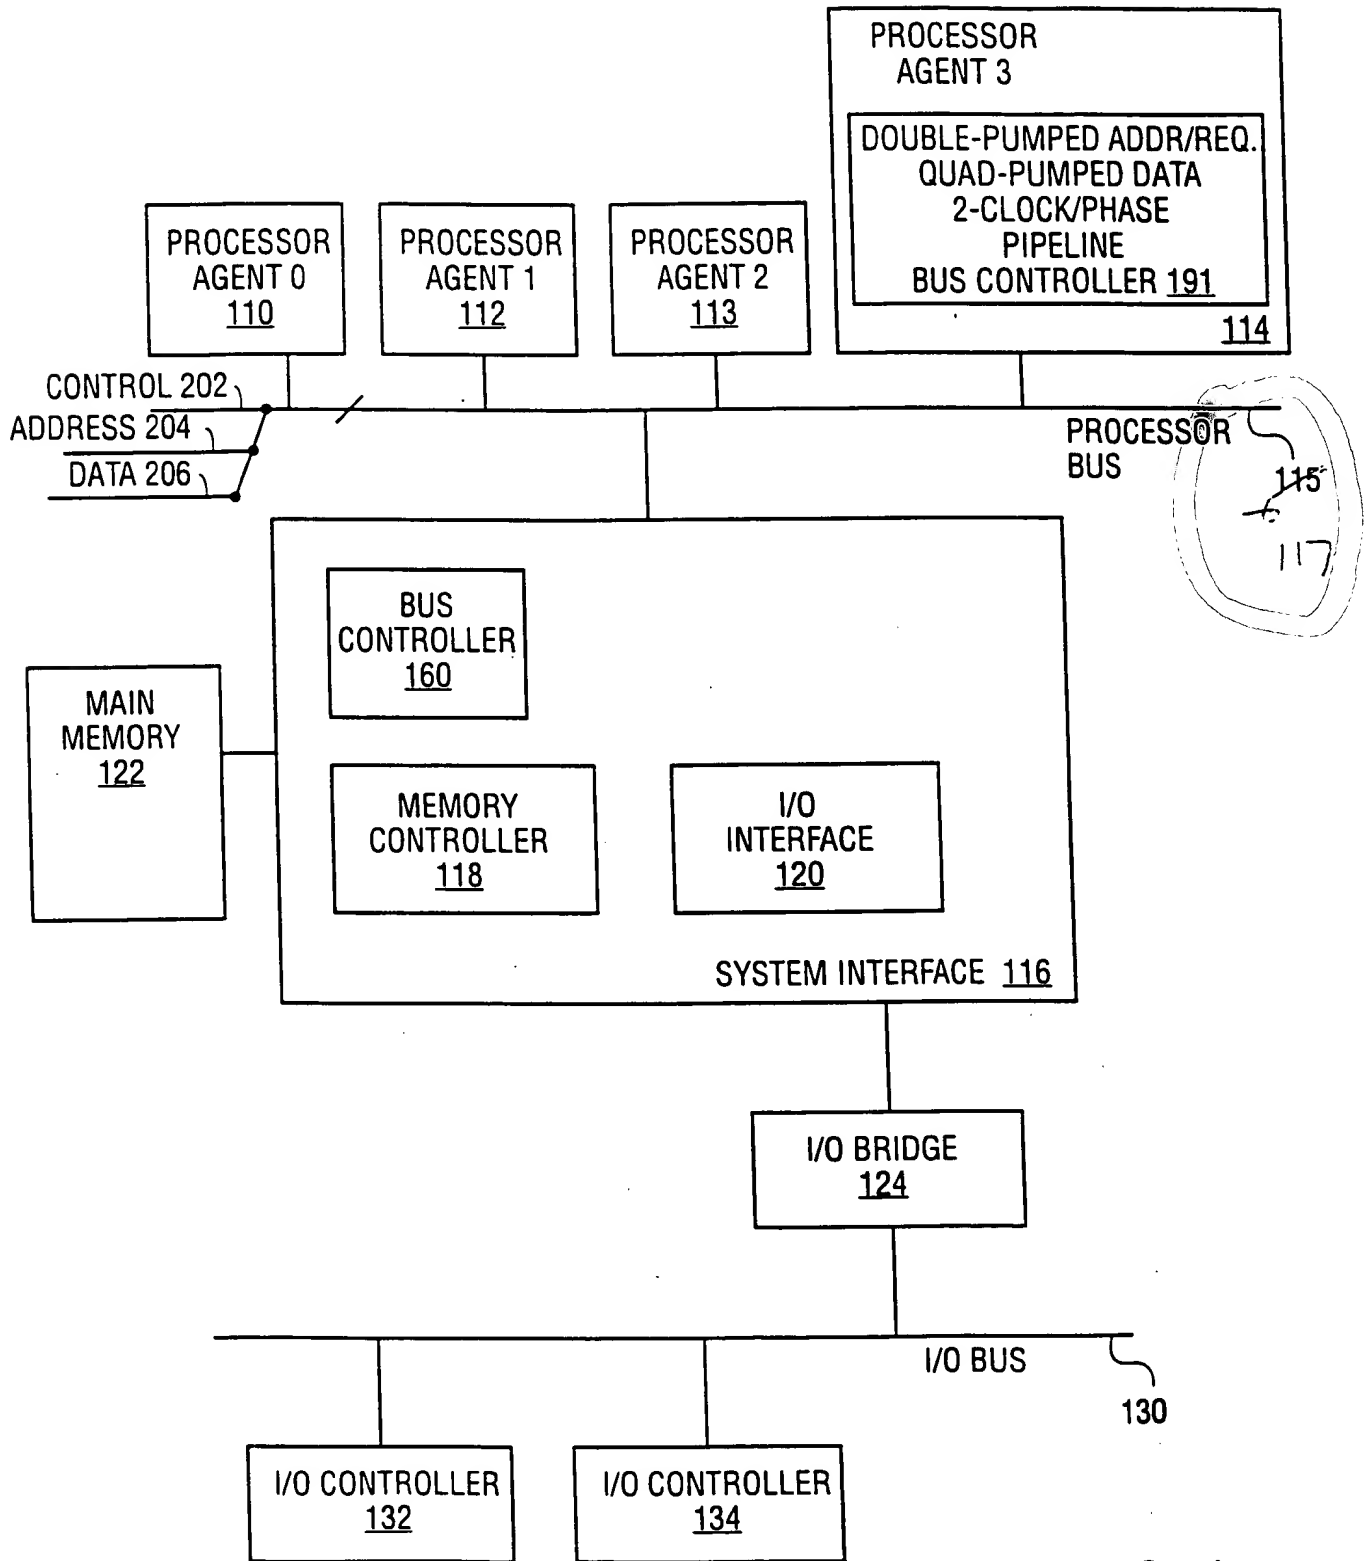 PROCESSOR
AGENT 3
DOUBLE-PUMPED ADDR/REQ.
QUAD-PUMPED DATA
2-CLOCK/PHASE
PIPELINE
BUS CONTROLLER 191
114
PROCESSOR
AGENT 0
110
PROCESSOR
AGENT 1
112
PROCESSOR
AGENT 2
113
CONTROL 202
ADDRESS 204
DATA 206
PROCESSOR
BUS
115
117
BUS
CONTROLLER
160
MAIN
MEMORY
122
MEMORY
CONTROLLER
118
I/O
INTERFACE
120
SYSTEM INTERFACE 116
I/O BRIDGE
124
I/O BUS
130
I/O CONTROLLER
132
I/O CONTROLLER
134